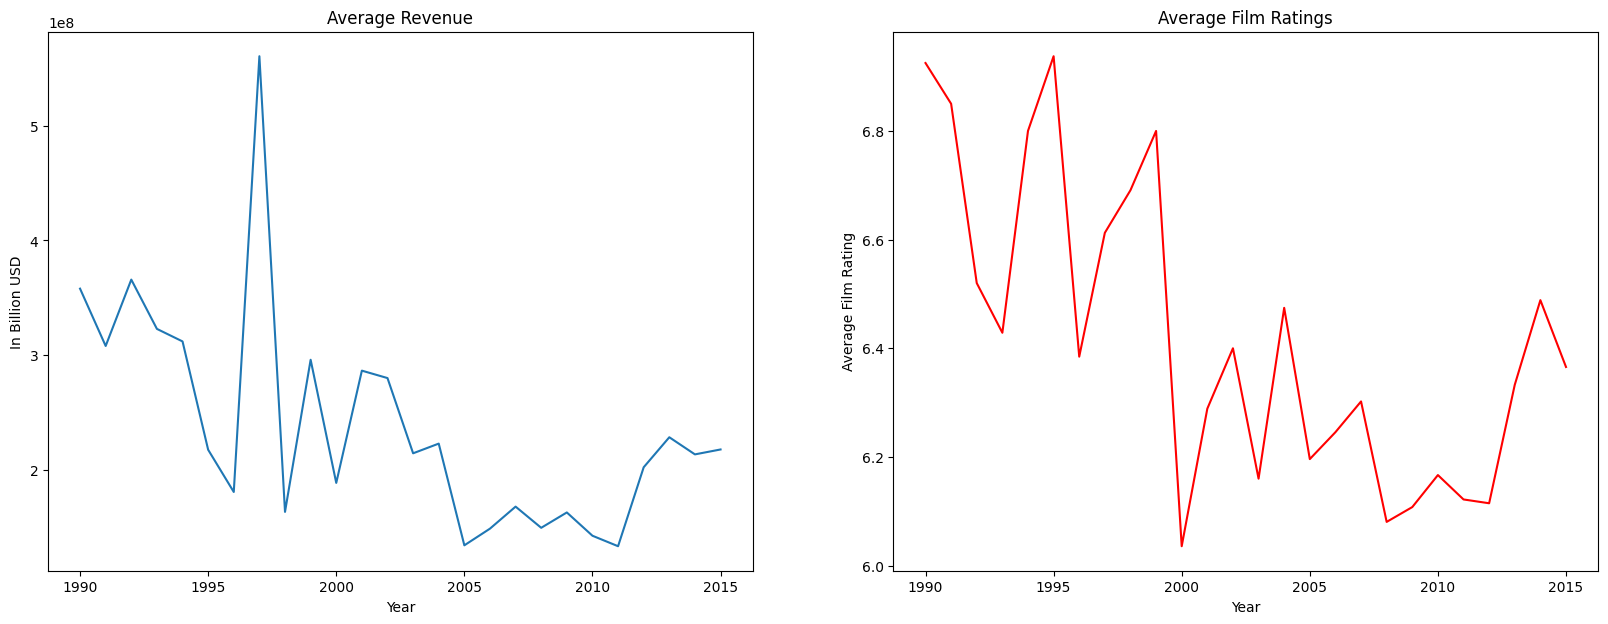 Average Revenue
1e8
5
4
3
2
In Billion USD
1990 1995 2000 2005 2010 2015
Year
Average Film Ratings
6.8
6.6
6.4
6.2
6.0
Average Film Rating
1990 1995 2000 2005 2010 2015
Year